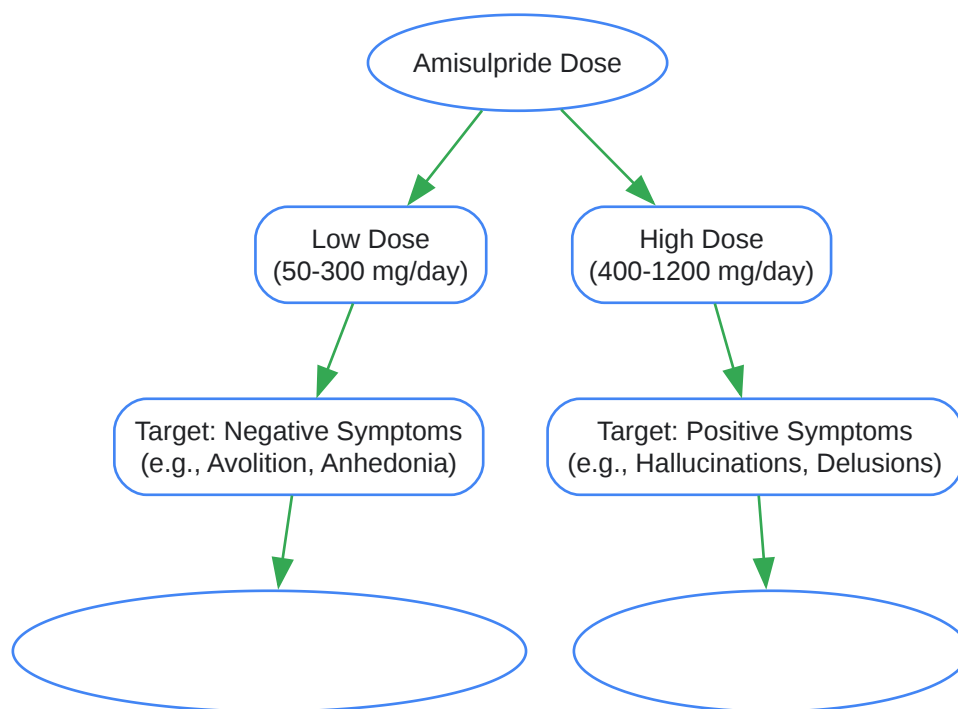 Amisulpride Dose
Low Dose
(50-300 mg/day)
High Dose
(400-1200 mg/day)
Target: Negative Symptoms
(e.g., Avolition, Anhedonia)
Target: Positive Symptoms
(e.g., Hallucinations, Delusions)